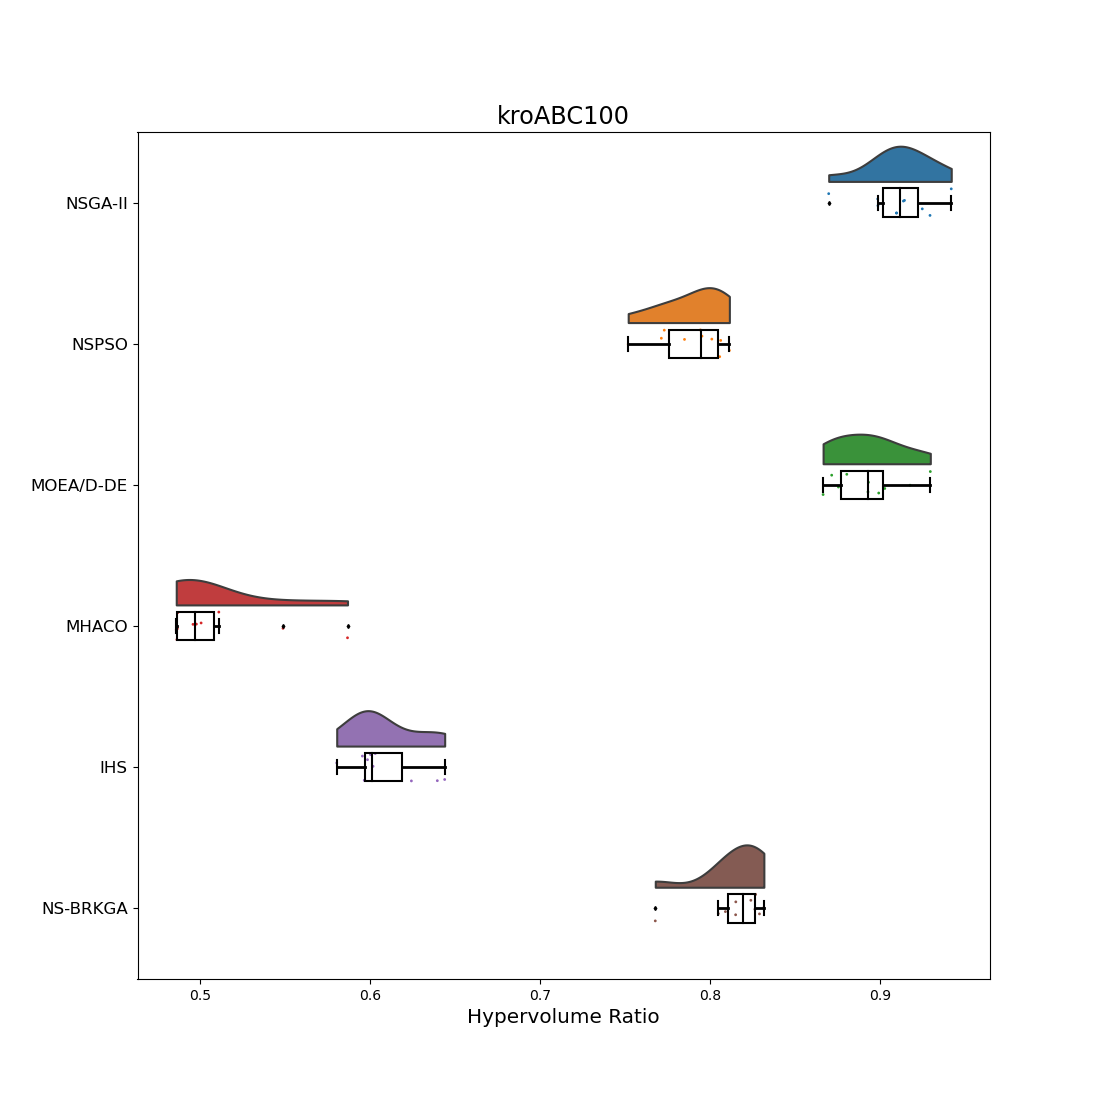 kroABC100
NSGA-II
NSPSO
MOEA/D-DE
MHACO
IHS
NS-BRKGA
0.5 0.6 0.7 0.8 0.9
Hypervolume Ratio